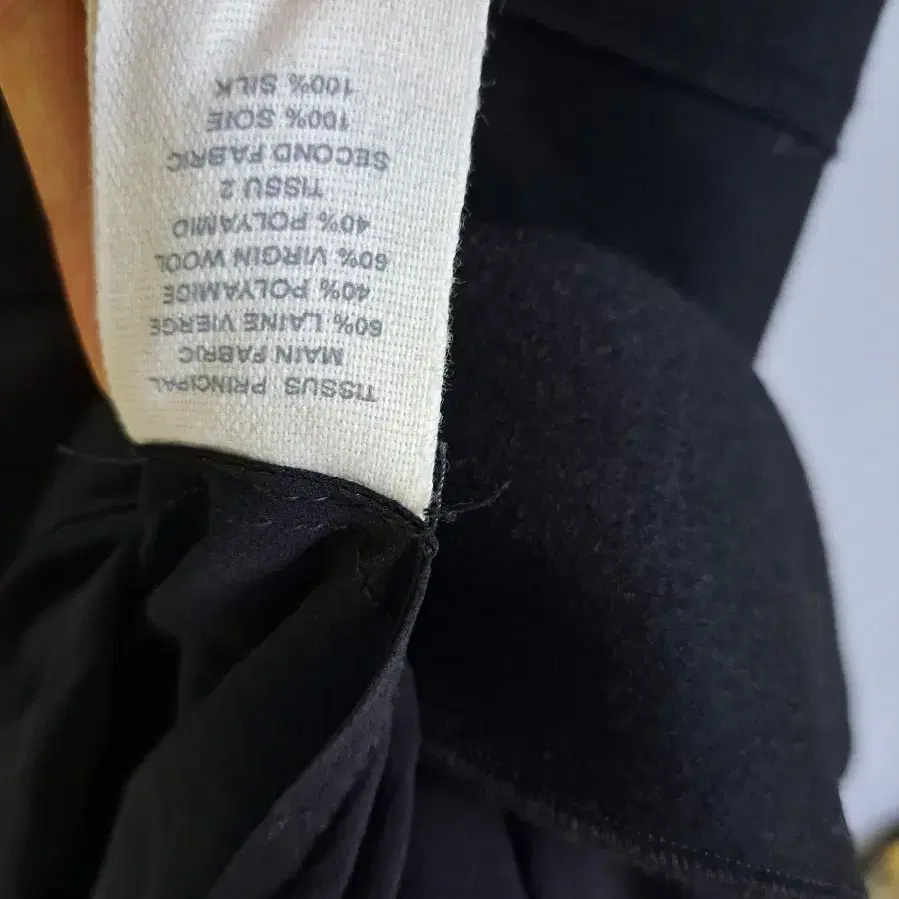 TISSUS PRINCIPAL
MAIN FABRIC
60% LAINE VIERGE
40% POLYAMIDE
60% VIRGIN WOOL
40% POLYAMID
TISSU 2
SECOND FABRIC
100% SOIE
100% SILK